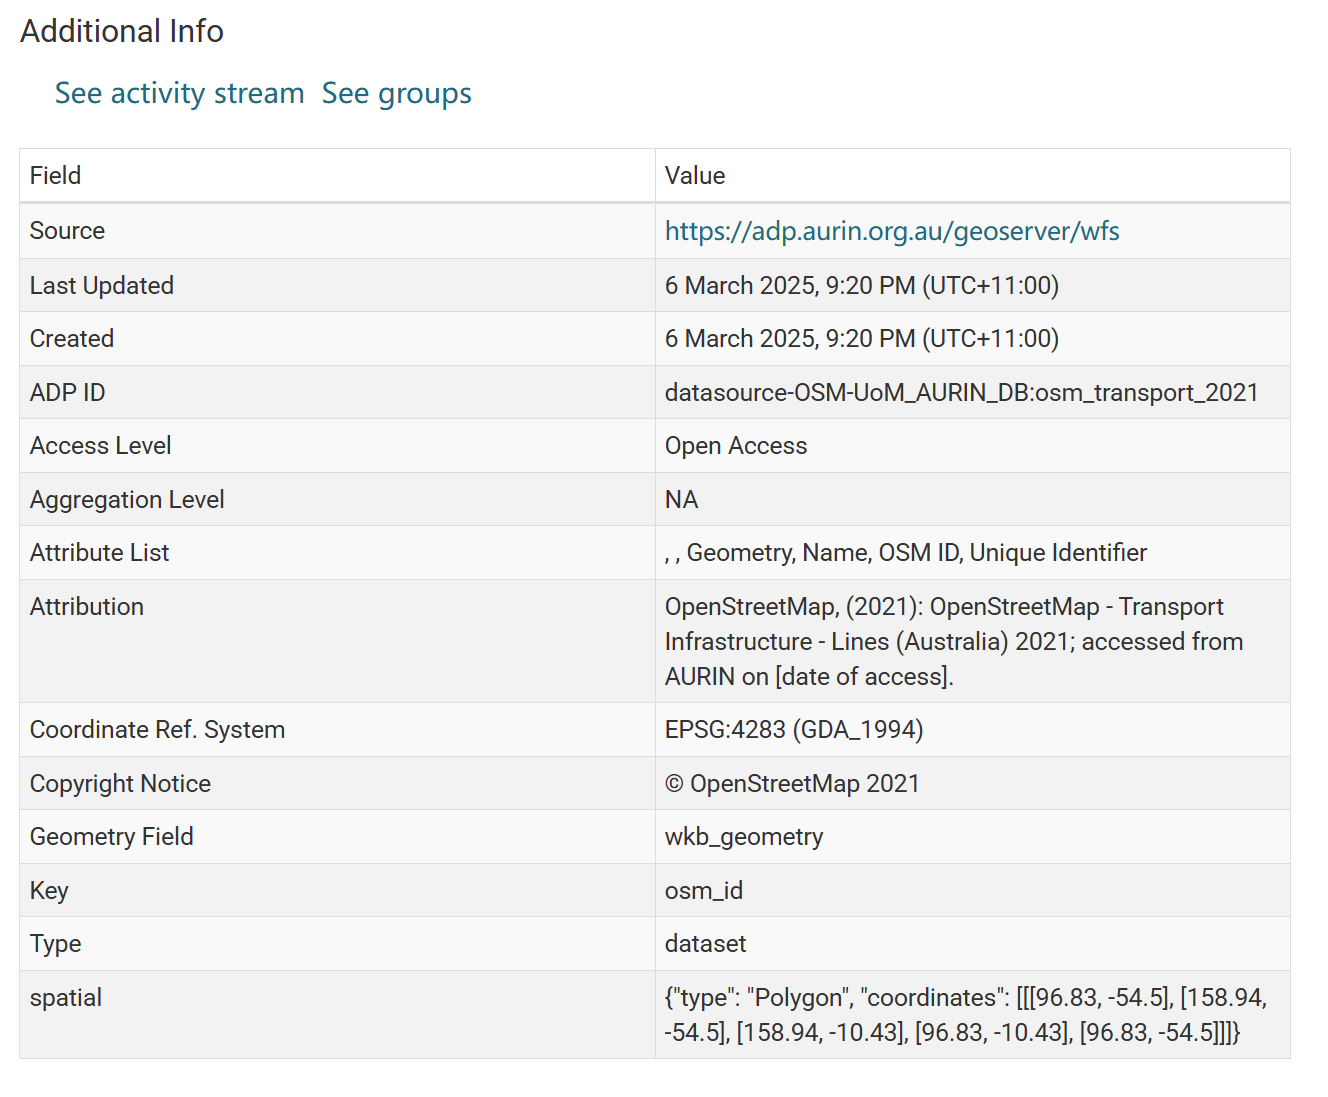 Additional Info
See activity stream See groups
Field Value
Source https://adp.aurin.org.au/geoserver/wfs
Last Updated 6 March 2025, 9:20 PM (UTC+11:00)
Created 6 March 2025, 9:20 PM (UTC+11:00)
ADP ID datasource-OSM-UoM_AURIN_DB:osm_transport_2021
Access Level Open Access
Aggregation Level NA
Attribute List , , Geometry, Name, OSM ID, Unique Identifier
Attribution OpenStreetMap, (2021): OpenStreetMap - Transport
Infrastructure - Lines (Australia) 2021; accessed from
AURIN on [date of access].
Coordinate Ref. System EPSG:4283 (GDA_1994)
Copyright Notice © OpenStreetMap 2021
Geometry Field wkb_geometry
Key osm_id
Type dataset
spatial {"type": "Polygon", "coordinates": [[[96.83, -54.5], [158.94,
-54.5], [158.94, -10.43], [96.83, -10.43], [96.83, -54.5]]]}